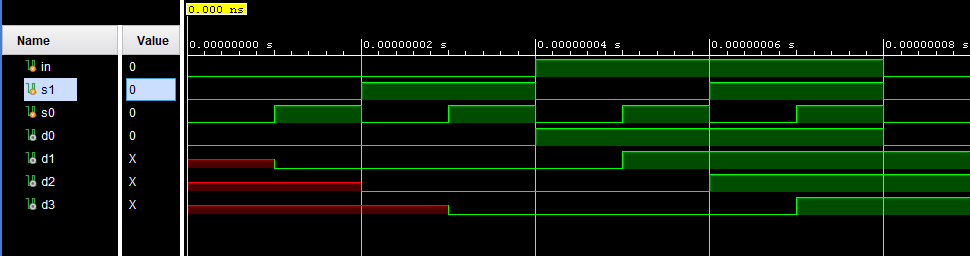 0.000 ns
Name Value
0.00000000 s 0.00000002 s 0.00000004 s 0.00000006 s 0.00000008 s
in 0
s1 0
s0 0
d0 0
d1 X
d2 X
d3 X